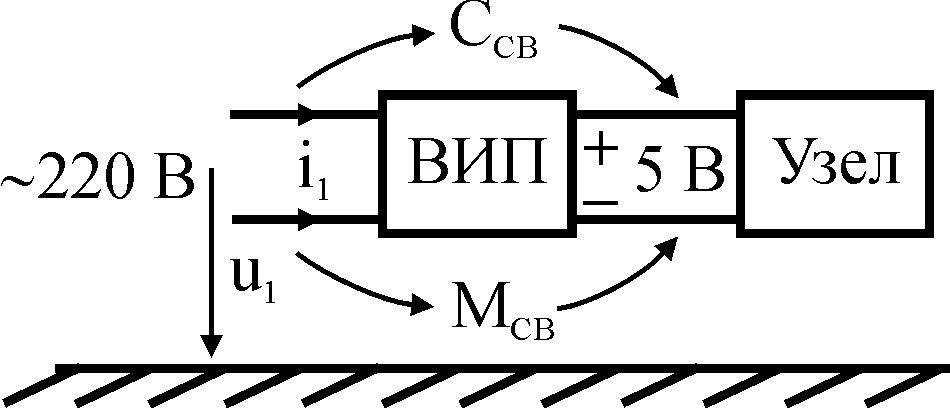 Cсв
~220 В
i1
ВИП
+
5 В
−
Узел
u1
Mсв